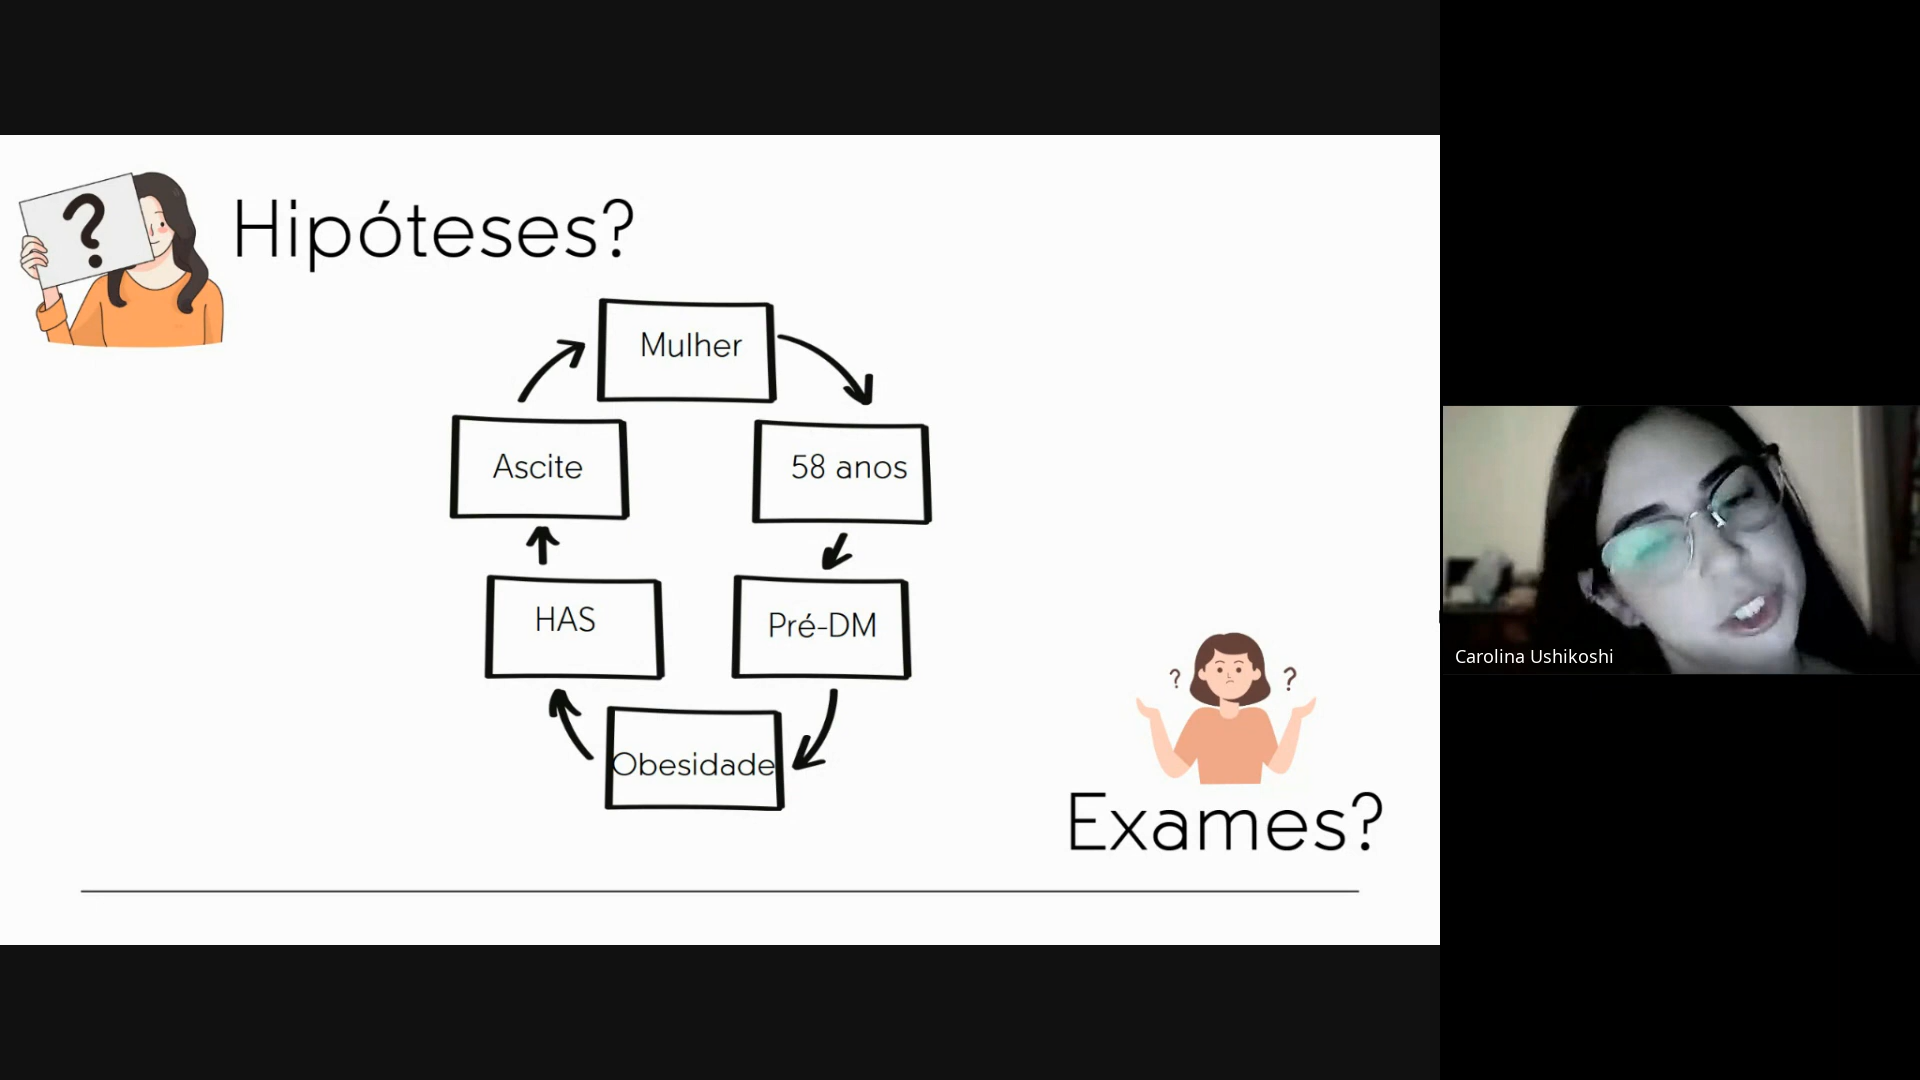 ?
Hipóteses?
Mulher
Ascite
58 anos
HAS
Pré-DM
Obesidade
? ?
Exames?
Carolina Ushikoshi